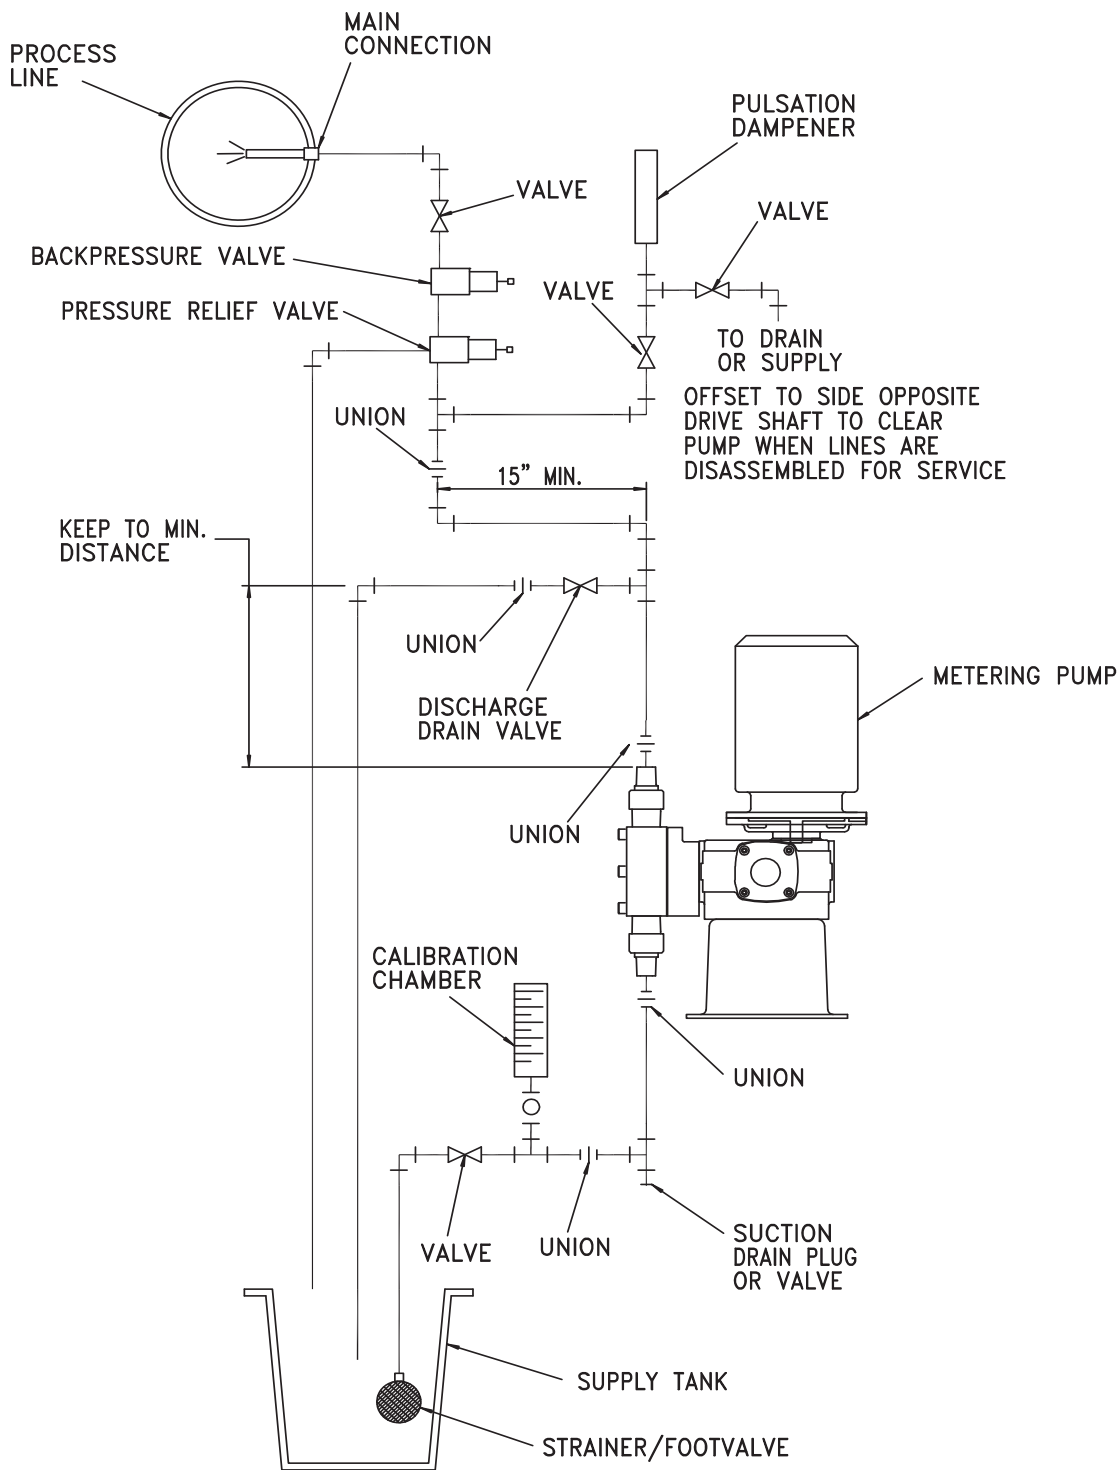 MAIN
CONNECTION
PROCESS
LINE
PULSATION
DAMPENER
VALVE
VALVE
BACKPRESSURE VALVE
VALVE
PRESSURE RELIEF VALVE
TO DRAIN
OR SUPPLY
OFFSET TO SIDE OPPOSITE
DRIVE SHAFT TO CLEAR
PUMP WHEN LINES ARE
DISASSEMBLED FOR SERVICE
UNION
15” MIN.
KEEP TO MIN.
DISTANCE
UNION
METERING PUMP
DISCHARGE
DRAIN VALVE
UNION
CALIBRATION
CHAMBER
UNION
SUCTION
DRAIN PLUG
OR VALVE
VALVE
UNION
SUPPLY TANK
STRAINER/FOOTVALVE